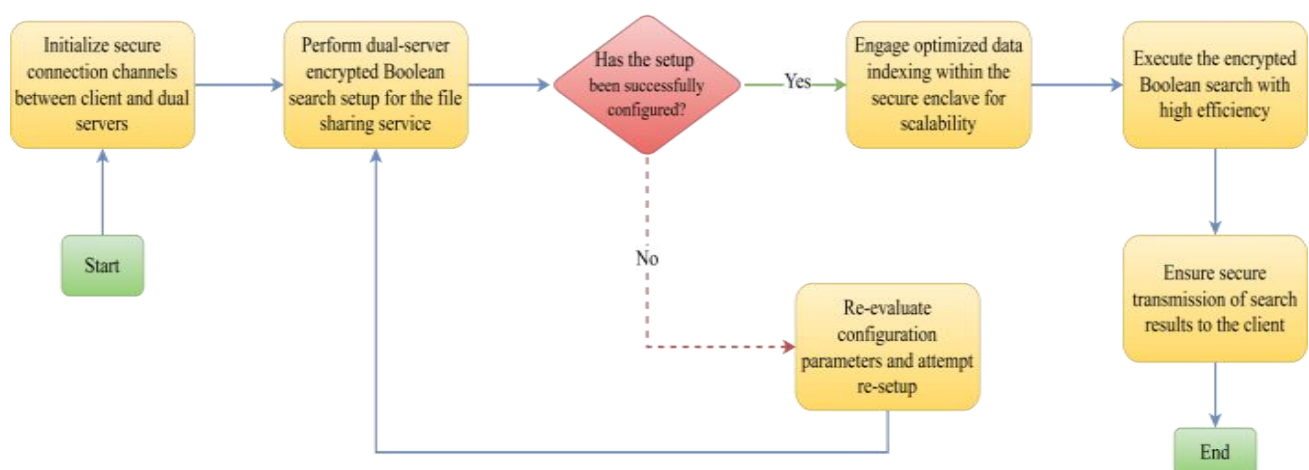 Initialize secure
connection channels
between client and dual
servers
Perform dual-server
encrypted Boolean
search setup for the file
sharing service
Has the setup
been successfully
configured?
Yes
Engage optimized data
indexing within the
secure enclave for
scalability
Execute the encrypted
Boolean search with
high efficiency
Start
No
Re-evaluate
configuration
parameters and attempt
re-setup
Ensure secure
transmission of search
results to the client
End